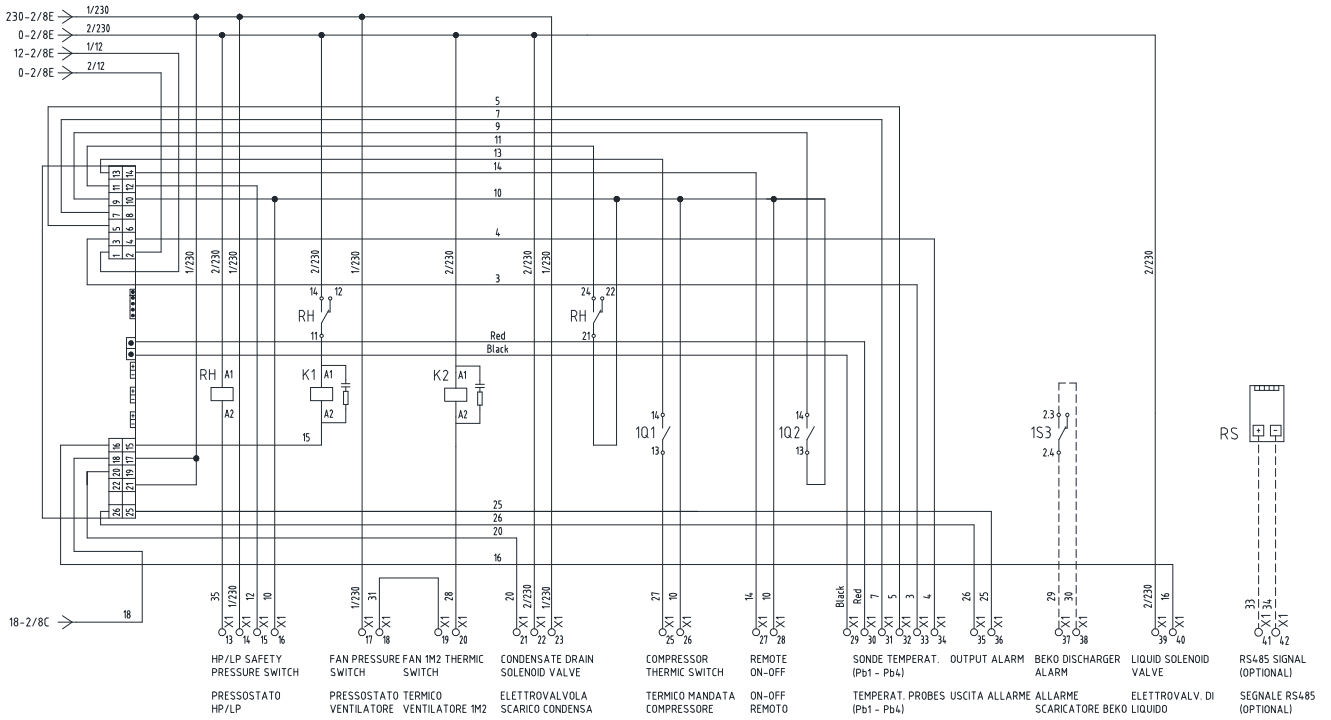 230-2/8E 1/230
0-2/8E 2/230
12-2/8E 1/12
0-2/8E 2/12
5
7
9
11
13
14
10
4
3
13 14
11 12
9 10
7 8
5 6
3 4
1 2
1/230
2/230
1/230
2/230
1/230
2/230
2/230
1/230
2/230
14 12
RH
11
24 22
RH
21
Red
Black
RH A1
A2
K1 A1
A2
K2 A1
A2
14
1Q1
13
14
1Q2
13
2.3
1S3
2.4
RS
+ -
15
16 15
18 17
20 19
22 21
26 25
25
26
20
16
18-2/8C 18
35 1/230 12 10 1/230 31 28 20 2/230 1/230 27 10 14 10 Black Red 7 5 3 4 26 25 29 30 2/230 16 33 34
X1 X1 X1 X1 X1 X1 X1 X1 X1 X1 X1 X1 X1 X1 X1 X1 X1 X1 X1 X1 X1 X1 X1 X1 X1 X1 X1 X1 X1 X1
13 14 15 16 17 18 19 20 21 22 23 25 26 27 28 29 30 31 32 33 34 35 36 37 38 39 40 41 42
HP/LP SAFETY
PRESSURE SWITCH
PRESSOSTATO
HP/LP
FAN PRESSURE
SWITCH
PRESSOSTATO
VENTILATORE
FAN 1M2 THERMIC
SWITCH
TERMICO
VENTILATORE 1M2
CONDENSATE DRAIN
SOLENOID VALVE
ELETTROVALVOLA
SCARICO CONDENSA
COMPRESSOR
THERMIC SWITCH
TERMICO MANDATA
COMPRESSORE
REMOTE
ON-OFF
ON-OFF
REMOTO
SONDE TEMPERAT.
(Pb1 - Pb4)
TEMPERAT. PROBES
(Pb1 - Pb4)
OUTPUT ALARM
USCITA ALLARME
BEKO DISCHARGER
ALARM
ALLARME
SCARICATORE BEKO
LIQUID SOLENOID
VALVE
ELETTROVALV. DI
LIQUIDO
RS485 SIGNAL
(OPTIONAL)
SEGNALE RS485
(OPTIONAL)